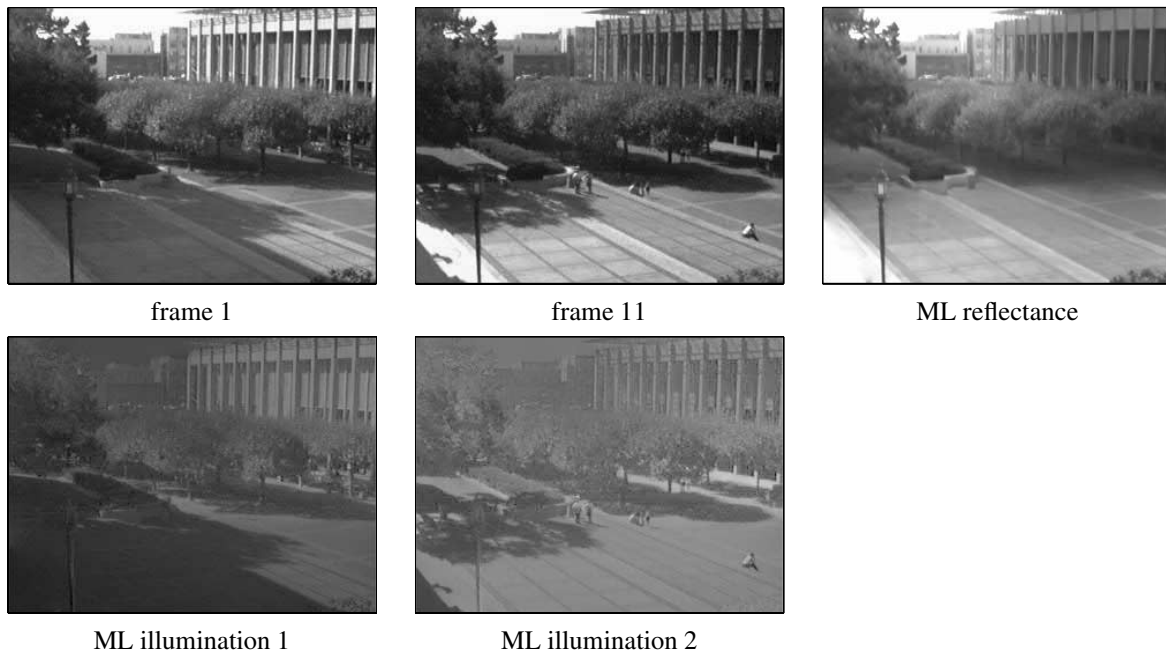 frame 1
frame 11
ML reflectance
ML illumination 1
ML illumination 2